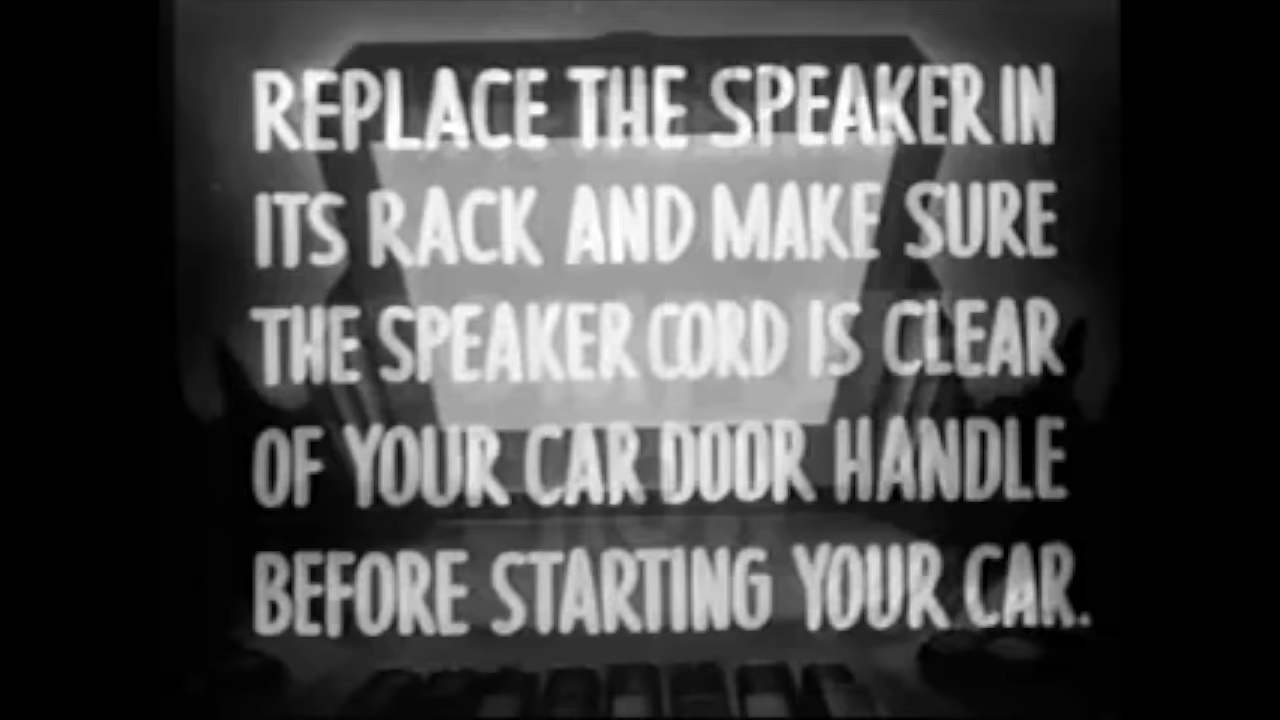 REPLACE THE SPEAKER IN
ITS RACK AND MAKE SURE
THE SPEAKER CORD IS CLEAR
OF YOUR CAR DOOR HANDLE
BEFORE STARTING YOUR CAR.